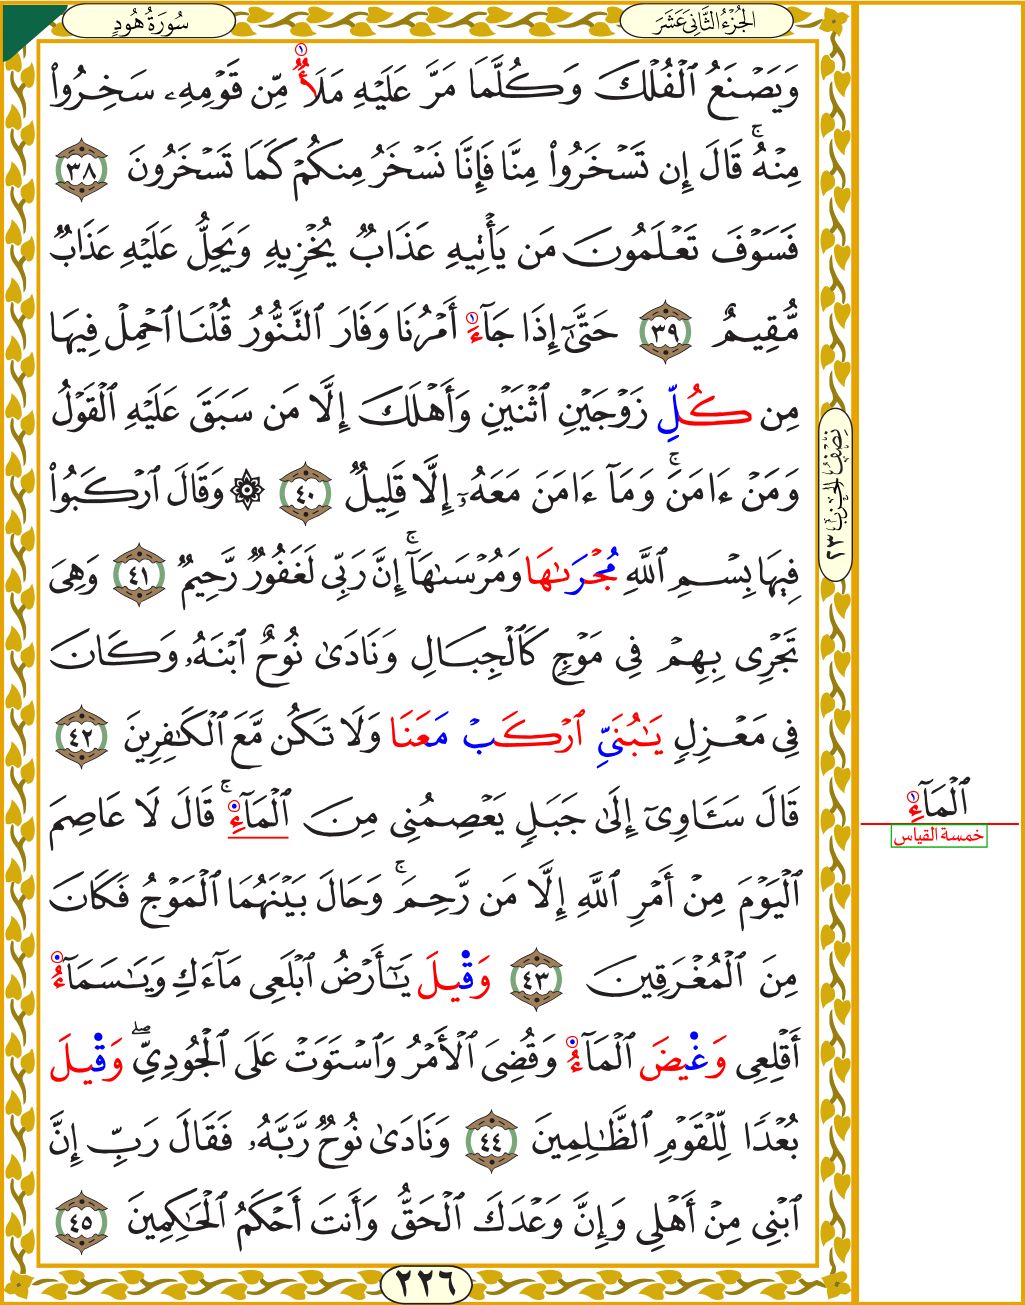 الجُزْءُ الثَّانِي عَشَرَ
سُورَةُ هُودٍ
وَيَصۡنَعُ ٱلۡفُلۡكَ وَكُلَّمَا مَرَّ عَلَيۡهِ مَلَأٌ مِّن قَوۡمِهِۦ سَخِرُواْ
مِنۡهُۚ قَالَ إِن تَسۡخَرُواْ مِنَّا فَإِنَّا نَسۡخَرُ مِنكُمۡ كَمَا تَسۡخَرُونَ ٣٨
فَسَوۡفَ تَعۡلَمُونَ مَن يَأۡتِيهِ عَذَابٌ يُخۡزِيهِ وَيَحِلُّ عَلَيۡهِ عَذَابٌ
مُّقِيمٌ ٣٩ حَتَّىٰٓ إِذَا جَآءَ أَمۡرُنَا وَفَارَ ٱلتَّنُّورُ قُلۡنَا ٱحۡمِلۡ فِيهَا
مِن كُلِّ زَوۡجَيۡنِ ٱثۡنَيۡنِ وَأَهۡلَكَ إِلَّا مَن سَبَقَ عَلَيۡهِ ٱلۡقَوۡلُ
وَمَنۡ ءَامَنَۚ وَمَآ ءَامَنَ مَعَهُۥٓ إِلَّا قَلِيلٌ ٤٠ ۞ وَقَالَ ٱرۡكَبُواْ
فِيهَا بِسۡمِ ٱللَّهِ مُجۡرَىٰهَا وَمُرۡسَىٰهَآۚ إِنَّ رَبِّي لَغَفُورٌ رَّحِيمٌ ٤١ وَهِيَ
تَجۡرِي بِهِمۡ فِي مَوۡجٍ كَٱلۡجِبَالِ وَنَادَىٰ نُوحٌ ٱبۡنَهُۥ وَكَانَ
فِي مَعۡزِلٍ يَٰبُنَيِّ ٱرۡكَبۡ مَعَنَا وَلَا تَكُن مَّعَ ٱلۡكَٰفِرِينَ ٤٢
قَالَ سَـَٔاوِيٓ إِلَىٰ جَبَلٍ يَعۡصِمُنِي مِنَ ٱلۡمَآءِۚ قَالَ لَا عَاصِمَ
ٱلۡيَوۡمَ مِنۡ أَمۡرِ ٱللَّهِ إِلَّا مَن رَّحِمَۚ وَحَالَ بَيۡنَهُمَا ٱلۡمَوۡجُ فَكَانَ
مِنَ ٱلۡمُغۡرَقِينَ ٤٣ وَقِيلَ يَٰٓأَرۡضُ ٱبۡلَعِي مَآءَكِ وَيَٰسَمَآءُ
أَقۡلِعِي وَغِيضَ ٱلۡمَآءُ وَقُضِيَ ٱلۡأَمۡرُ وَٱسۡتَوَتۡ عَلَى ٱلۡجُودِيِّۖ وَقِيلَ
بُعۡدٗا لِّلۡقَوۡمِ ٱلظَّٰلِمِينَ ٤٤ وَنَادَىٰ نُوحٌ رَّبَّهُۥ فَقَالَ رَبِّ إِنَّ
ٱبۡنِي مِنۡ أَهۡلِي وَإِنَّ وَعۡدَكَ ٱلۡحَقُّ وَأَنتَ أَحۡكَمُ ٱلۡحَٰكِمِينَ ٤٥
نِصْفُ الحِزْبِ ٢٣
ٱلۡمَآءِ
خمسة القياس
٢٢٦